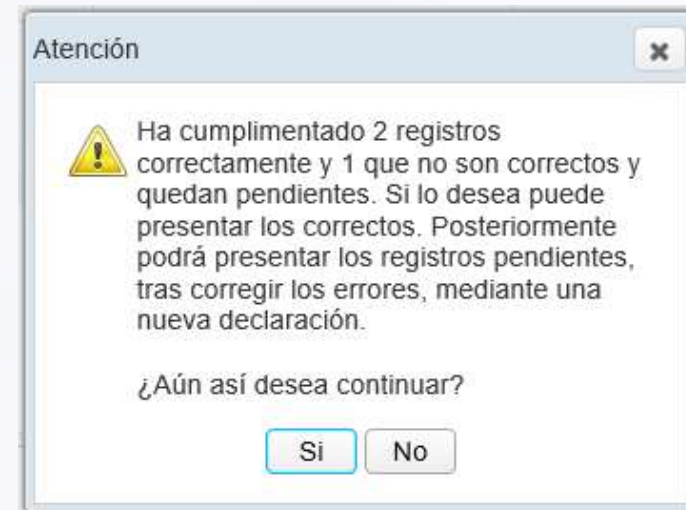 Atención
Ha cumplimentado 2 registros
correctamente y 1 que no son correctos y
quedan pendientes. Si lo desea puede
presentar los correctos. Posteriormente
podrá presentar los registros pendientes,
tras corregir los errores, mediante una
nueva declaración.
¿Aún así desea continuar?
Si No